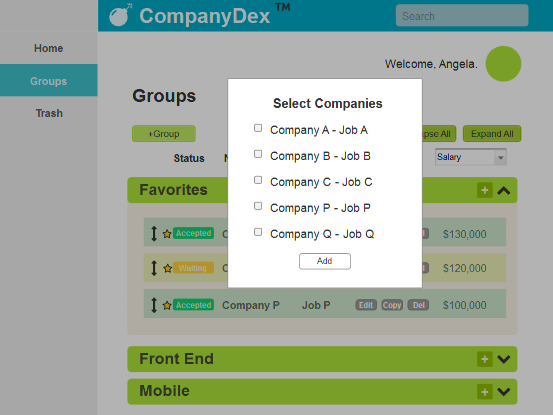 CompanyDex™
Search
Home
Groups
Trash
Welcome, Angela.
Groups
+Group
Expand All
Status
Salary
Select Companies
Company A - Job A
Company B - Job B
Company C - Job C
Company P - Job P
Company Q - Job Q
Add
Favorites +
Accepted $130,000
Waiting $120,000
Accepted Company P Job P Edit Copy Del $100,000
Front End +
Mobile +